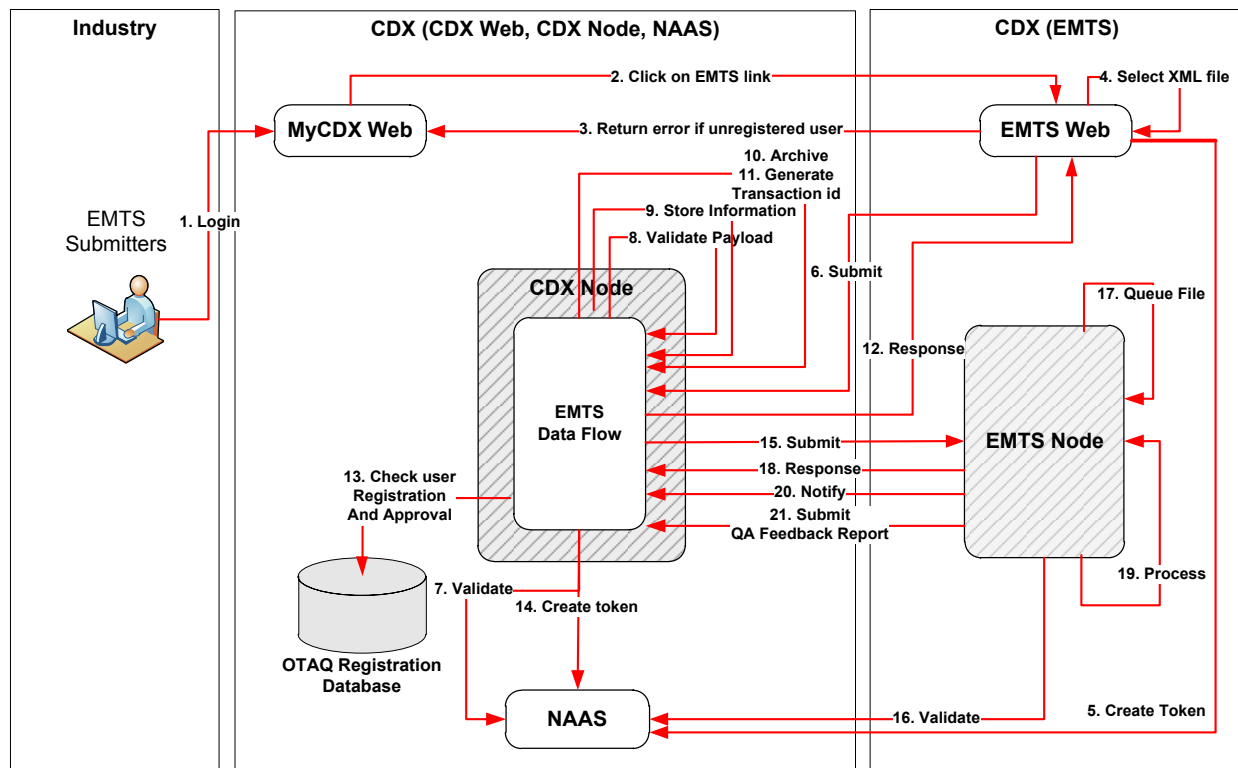 Industry
CDX (CDX Web, CDX Node, NAAS)
CDX (EMTS)
2. Click on EMTS link
4. Select XML file
MyCDX Web
3. Return error if unregistered user
EMTS Web
10. Archive
11. Generate
Transaction id
9. Store Information
8. Validate Payload
EMTS
Submitters
1. Login
6. Submit
CDX Node
17. Queue File
12. Response
EMTS
Data Flow
15. Submit
EMTS Node
18. Response
20. Notify
21. Submit
QA Feedback Report
13. Check user
Registration
And Approval
19. Process
7. Validate
14. Create token
OTAQ Registration
Database
NAAS
16. Validate
5. Create Token